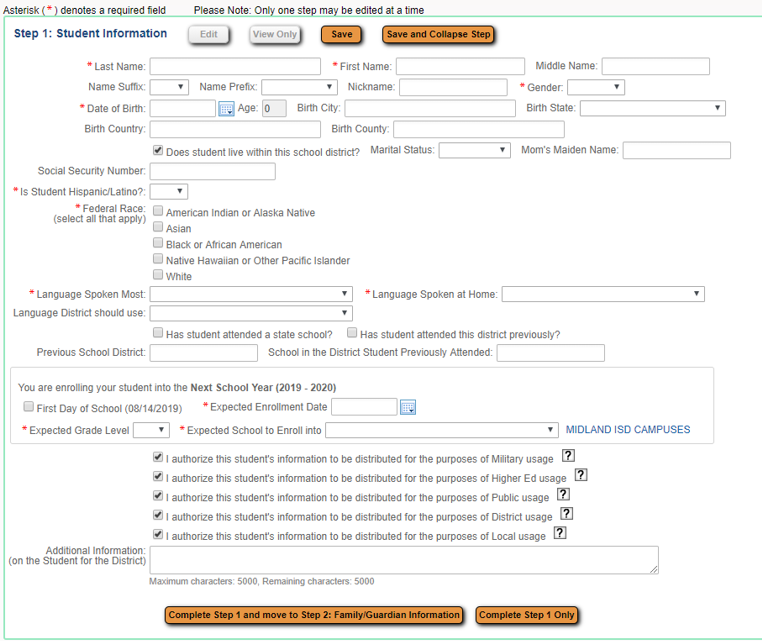 Asterisk (*) denotes a required field Please Note: Only one step may be edited at a time
Step 1: Student Information Edit View Only Save Save and Collapse Step
* Last Name: * First Name: Middle Name:
Name Suffix: Name Prefix: Nickname: * Gender:
* Date of Birth: Age: 0 Birth City: Birth State:
Birth Country: Birth County:
Does student live within this school district? Marital Status: Mom's Maiden Name:
Social Security Number:
* Is Student Hispanic/Latino?:
* Federal Race:
(select all that apply)
American Indian or Alaska Native
Asian
Black or African American
Native Hawaiian or Other Pacific Islander
White
* Language Spoken Most: * Language Spoken at Home:
Language District should use:
Has student attended a state school? Has student attended this district previously?
Previous School District: School in the District Student Previously Attended:
You are enrolling your student into the Next School Year (2019 - 2020)
First Day of School (08/14/2019) * Expected Enrollment Date
* Expected Grade Level * Expected School to Enroll into MIDLAND ISD CAMPUSES
I authorize this student's information to be distributed for the purposes of Military usage ?
I authorize this student's information to be distributed for the purposes of Higher Ed usage ?
I authorize this student's information to be distributed for the purposes of Public usage ?
I authorize this student's information to be distributed for the purposes of District usage ?
I authorize this student's information to be distributed for the purposes of Local usage ?
Additional Information:
(on the Student for the District)
Maximum characters: 5000, Remaining characters: 5000
Complete Step 1 and move to Step 2: Family/Guardian Information Complete Step 1 Only